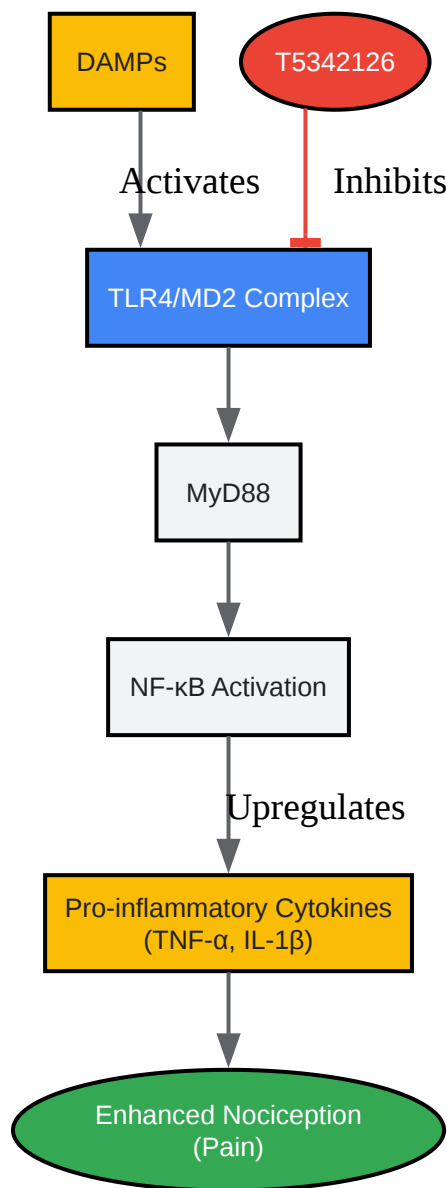 DAMPs
T5342126
Activates
Inhibits
TLR4/MD2 Complex
MyD88
NF-κB Activation
Upregulates
Pro-inflammatory Cytokines
(TNF-α, IL-1β)
Enhanced Nociception
(Pain)